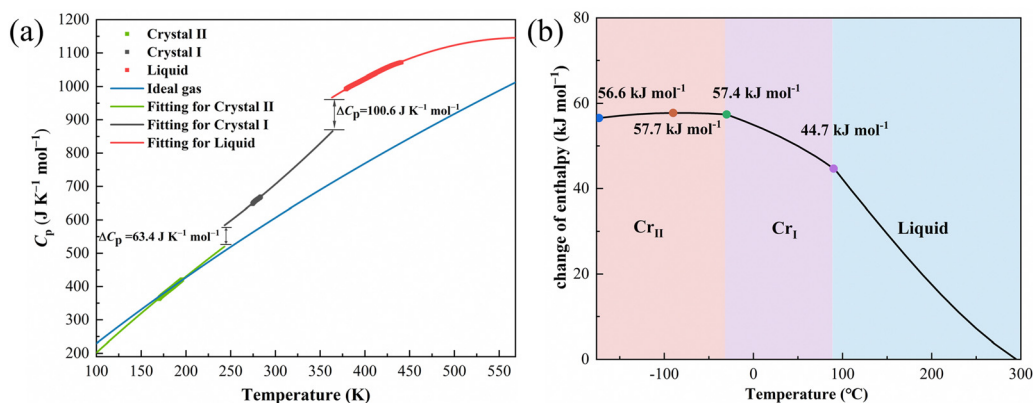 (a)
1200
1100
1000
900
800
700
600
500
400
300
200
Cp (J K⁻¹ mol⁻¹)
Crystal II
Crystal I
Liquid
Ideal gas
Fitting for Crystal II
Fitting for Crystal I
Fitting for Liquid
ΔCp=100.6 J K⁻¹ mol⁻¹
ΔCp =63.4 J K⁻¹ mol⁻¹
100 150 200 250 300 350 400 450 500 550
Temperature (K)
(b)
80
60
40
20
0
change of enthalpy (kJ mol⁻¹)
56.6 kJ mol⁻¹
57.4 kJ mol⁻¹
57.7 kJ mol⁻¹
44.7 kJ mol⁻¹
CrII
CrI
Liquid
-100 0 100 200 300
Temperature (°C)